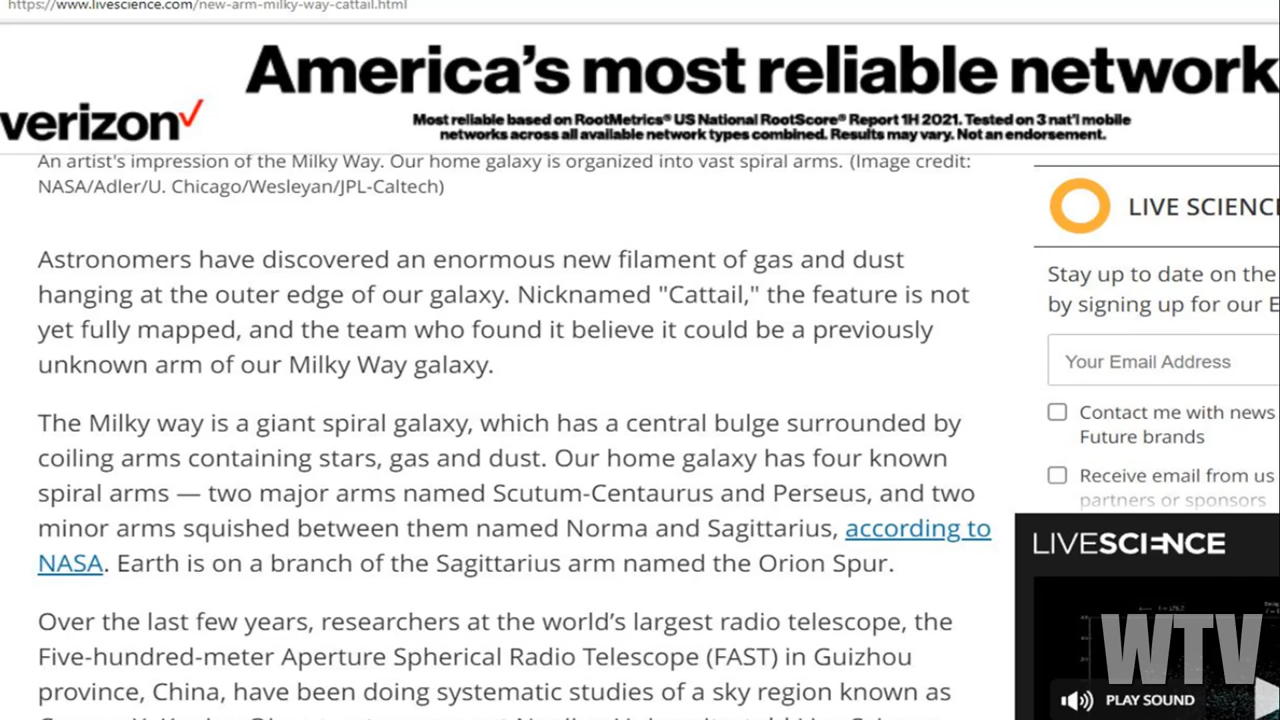 https://www.livescience.com/new-arm-milky-way-cattail.html
America's most reliable network
verizon✓
Most reliable based on RootMetrics® US National RootScore® Report 1H 2021. Tested on 3 nat'l mobile
networks across all available network types combined. Results may vary. Not an endorsement.
An artist's impression of the Milky Way. Our home galaxy is organized into vast spiral arms. (Image credit:
NASA/Adler/U. Chicago/Wesleyan/JPL-Caltech)
Astronomers have discovered an enormous new filament of gas and dust
hanging at the outer edge of our galaxy. Nicknamed "Cattail," the feature is not
yet fully mapped, and the team who found it believe it could be a previously
unknown arm of our Milky Way galaxy.
The Milky way is a giant spiral galaxy, which has a central bulge surrounded by
coiling arms containing stars, gas and dust. Our home galaxy has four known
spiral arms — two major arms named Scutum-Centaurus and Perseus, and two
minor arms squished between them named Norma and Sagittarius, according to
NASA. Earth is on a branch of the Sagittarius arm named the Orion Spur.
Over the last few years, researchers at the world's largest radio telescope, the
Five-hundred-meter Aperture Spherical Radio Telescope (FAST) in Guizhou
province, China, have been doing systematic studies of a sky region known as
LIVE SCIENC
Stay up to date on the
by signing up for our E
Your Email Address
Contact me with news
Future brands
Receive email from us
partners or sponsors
LIVESCIENCE
WTV
PLAY SOUND